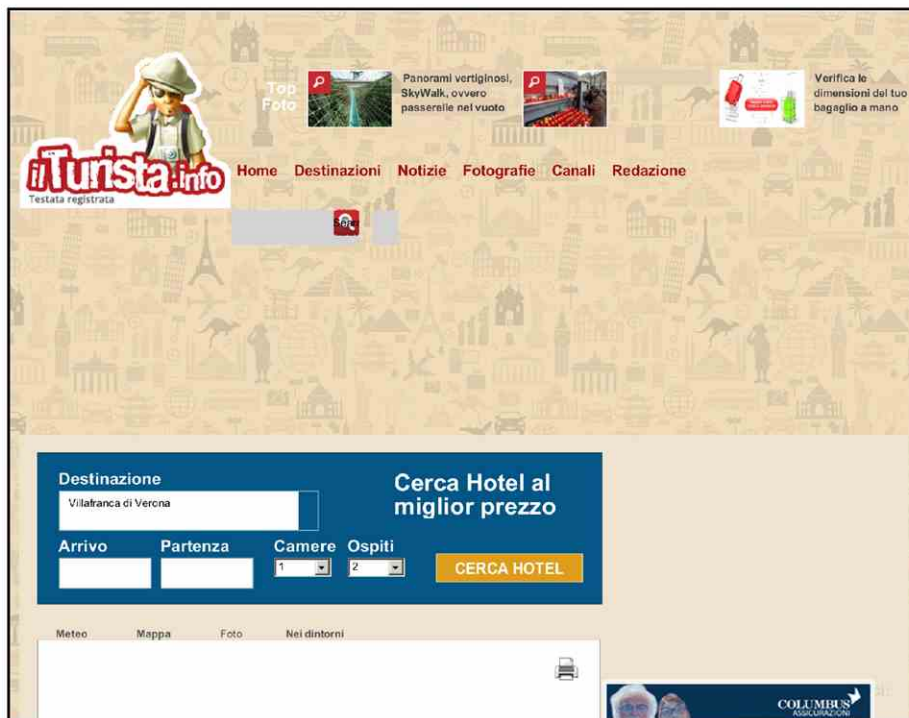 Top
Foto
Panorami vertiginosi,
SkyWalk, ovvero
passerelle nel vuoto
Verifica le
dimensioni del tuo
bagaglio a mano
ilTurista.info
Testata registrata
Home Destinazioni Notizie Fotografie Canali Redazione
Destinazione
Cerca Hotel al
miglior prezzo
Villafranca di Verona
Arrivo Partenza Camere Ospiti
1 2 CERCA HOTEL
Meteo Mappa Foto Nei dintorni
COLUMBUS
ASSICURAZIONI